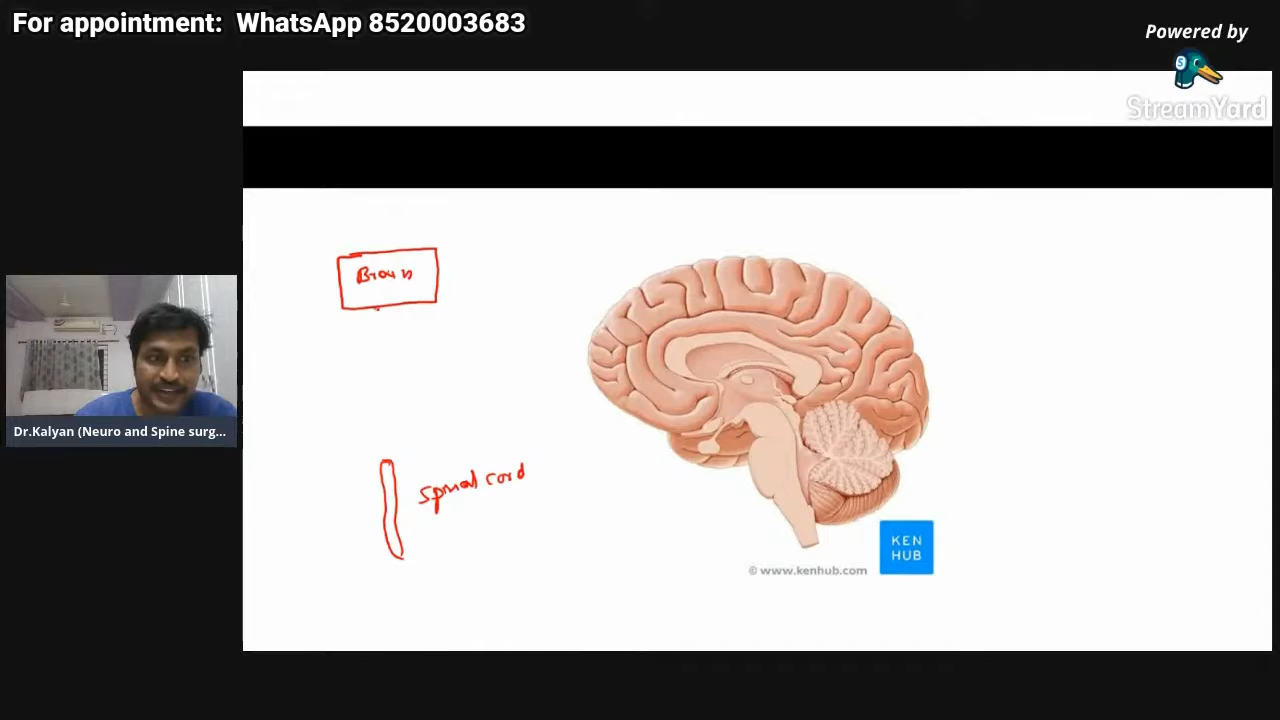 For appointment: WhatsApp 8520003683
Powered by
StreamYard
Brain
Spinal cord
Dr.Kalyan (Neuro and Spine surg...
KEN
HUB
© www.kenhub.com